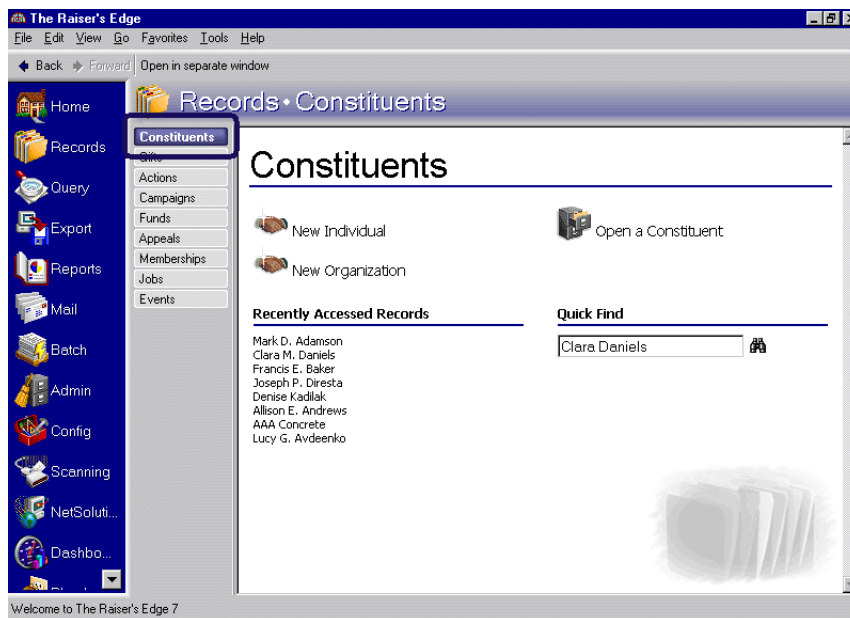 The Raiser's Edge
File Edit View Go Favorites Tools Help
Back Forward Open in separate window
Records • Constituents
Home
Records
Query
Export
Reports
Mail
Batch
Admin
Config
Scanning
NetSoluti...
Dashbo...
Constituents
Gifts
Actions
Campaigns
Funds
Appeals
Memberships
Jobs
Events
Constituents
New Individual
Open a Constituent
New Organization
Recently Accessed Records
Mark D. Adamson
Clara M. Daniels
Francis E. Baker
Joseph P. Diresta
Denise Kadilak
Allison E. Andrews
AAA Concrete
Lucy G. Avdeenko
Quick Find
Clara Daniels
Welcome to The Raiser's Edge 7